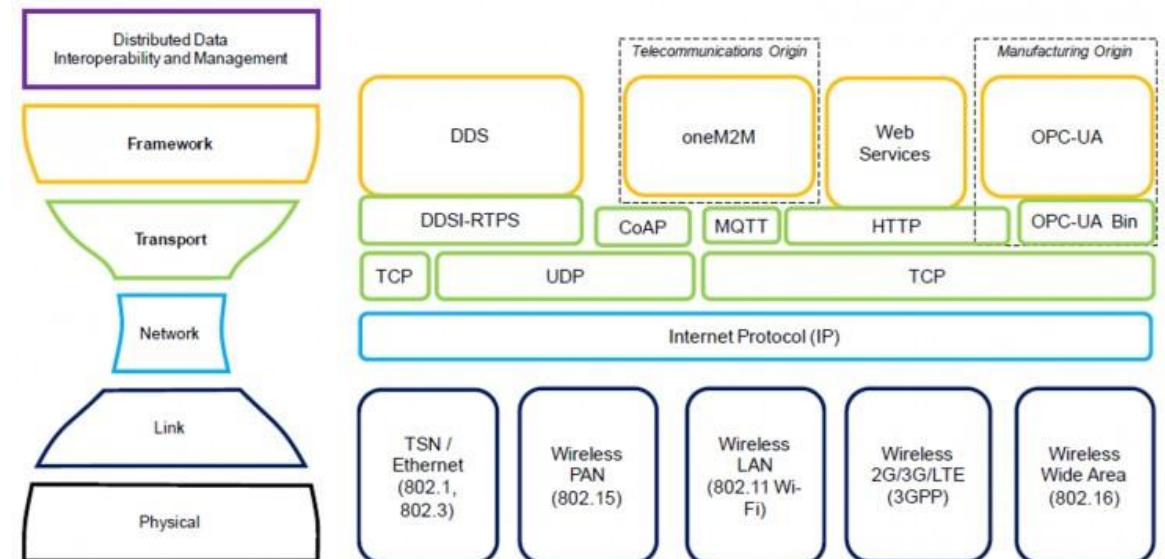 Distributed Data
Interoperability and Management
Telecommunications Origin
Manufacturing Origin
Framework
DDS
oneM2M
Web
Services
OPC-UA
Transport
DDSI-RTPS
CoAP
MQTT
HTTP
OPC-UA Bin
TCP
UDP
TCP
Network
Internet Protocol (IP)
Link
TSN /
Ethernet
(802.1,
802.3)
Wireless
PAN
(802.15)
Wireless
LAN
(802.11 Wi-
Fi)
Wireless
2G/3G/LTE
(3GPP)
Wireless
Wide Area
(802.16)
Physical